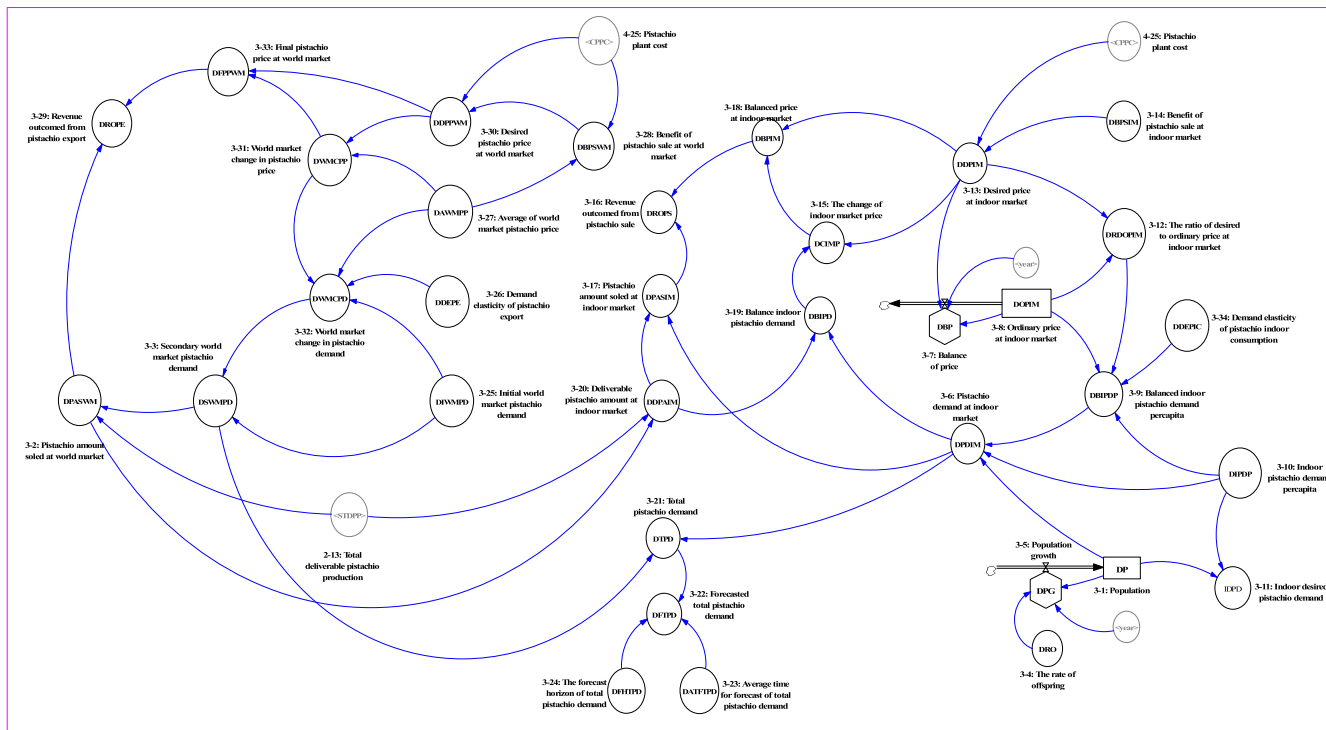 3-33: Final pistachio
price at world market
DFPPWM
<CPPC>
4-25: Pistachio
plant cost
3-29: Revenue
outcomed from
pistachio export
DROPE
DDPPWM
3-30: Desired
pistachio price
at world market
DBPSWM
3-28: Benefit of
pistachio sale at world
market
3-31: World market
change in pistachio
price
DWMCPP
DAWMPP
3-27: Average of world
market pistachio price
DWMCPD
DDEPE
3-26: Demand
elasticity of pistachio
export
3-32: World market
change in pistachio
demand
3-3: Secondary world
market pistachio
demand
DPASWM
3-2: Pistachio amount
soled at world market
DSWMPD
3-25: Initial world
market pistachio
demand
DIWMPD
<STDPP>
2-13: Total
deliverable pistachio
production
<CPPC>
4-25: Pistachio
plant cost
3-18: Balanced price
at indoor market
DBPIM
DBPSIM
3-14: Benefit of
pistachio sale at
indoor market
DDPIM
3-13: Desired price
at indoor market
3-16: Revenue
outcomed from
pistachio sale
DROPS
3-15: The change of
indoor market price
DCIMP
3-12: The ratio of desired
to ordinary price at
indoor market
DRDOPIM
<year>
3-17: Pistachio
amount soled at
indoor market
DPASIM
3-19: Balance indoor
pistachio demand
DBIPD
DOPIM
3-8: Ordinary price
at indoor market
DBP
3-7: Balance
of price
DDEPIC
3-34: Demand elasticity
of pistachio indoor
consumption
3-20: Deliverable
pistachio amount at
indoor market
DDPAIM
3-6: Pistachio
demand at indoor
market
DPDIM
DBIPDP
3-9: Balanced indoor
pistachio demand
percapita
DIPDP
3-10: Indoor
pistachio deman
percapita
3-21: Total
pistachio demand
DTPD
3-22: Forecasted
total pistachio
demand
DFTPD
3-24: The forecast
horizon of total
pistachio demand
DFHTPD
DATFTPD
3-23: Average time
for forecast of total
pistachio demand
3-5: Population
growth
DPG
DP
3-1: Population
IDPD
3-11: Indoor desired
pistachio demand
<year>
DRO
3-4: The rate of
offspring